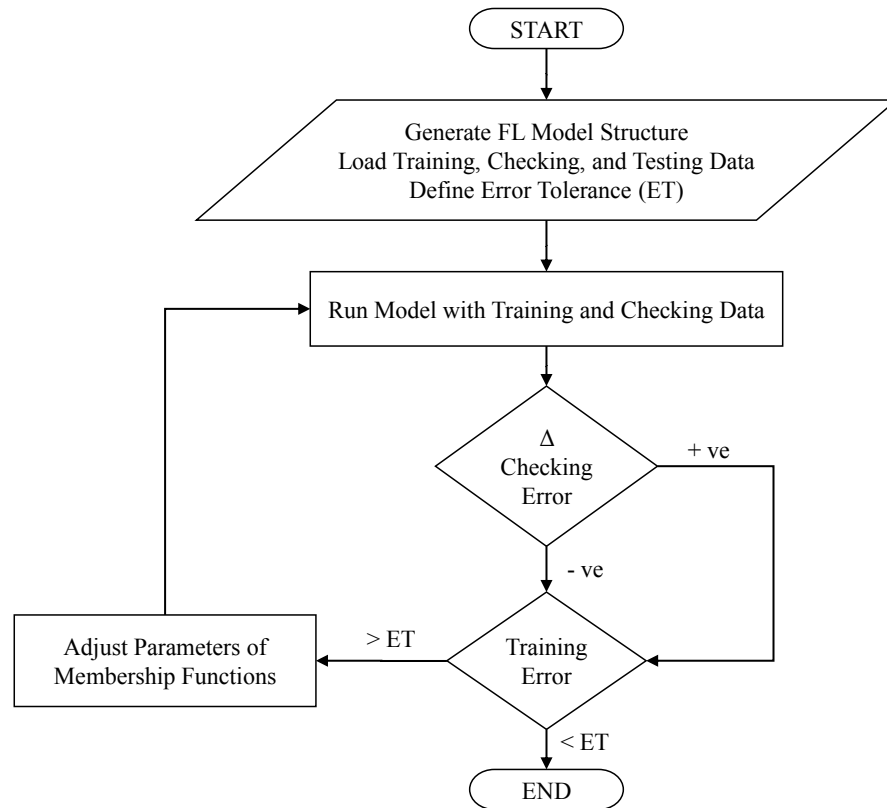 START
Generate FL Model Structure
Load Training, Checking, and Testing Data
Define Error Tolerance (ET)
Run Model with Training and Checking Data
Δ
Checking
Error
+ ve
- ve
Training
Error
> ET
Adjust Parameters of
Membership Functions
< ET
END